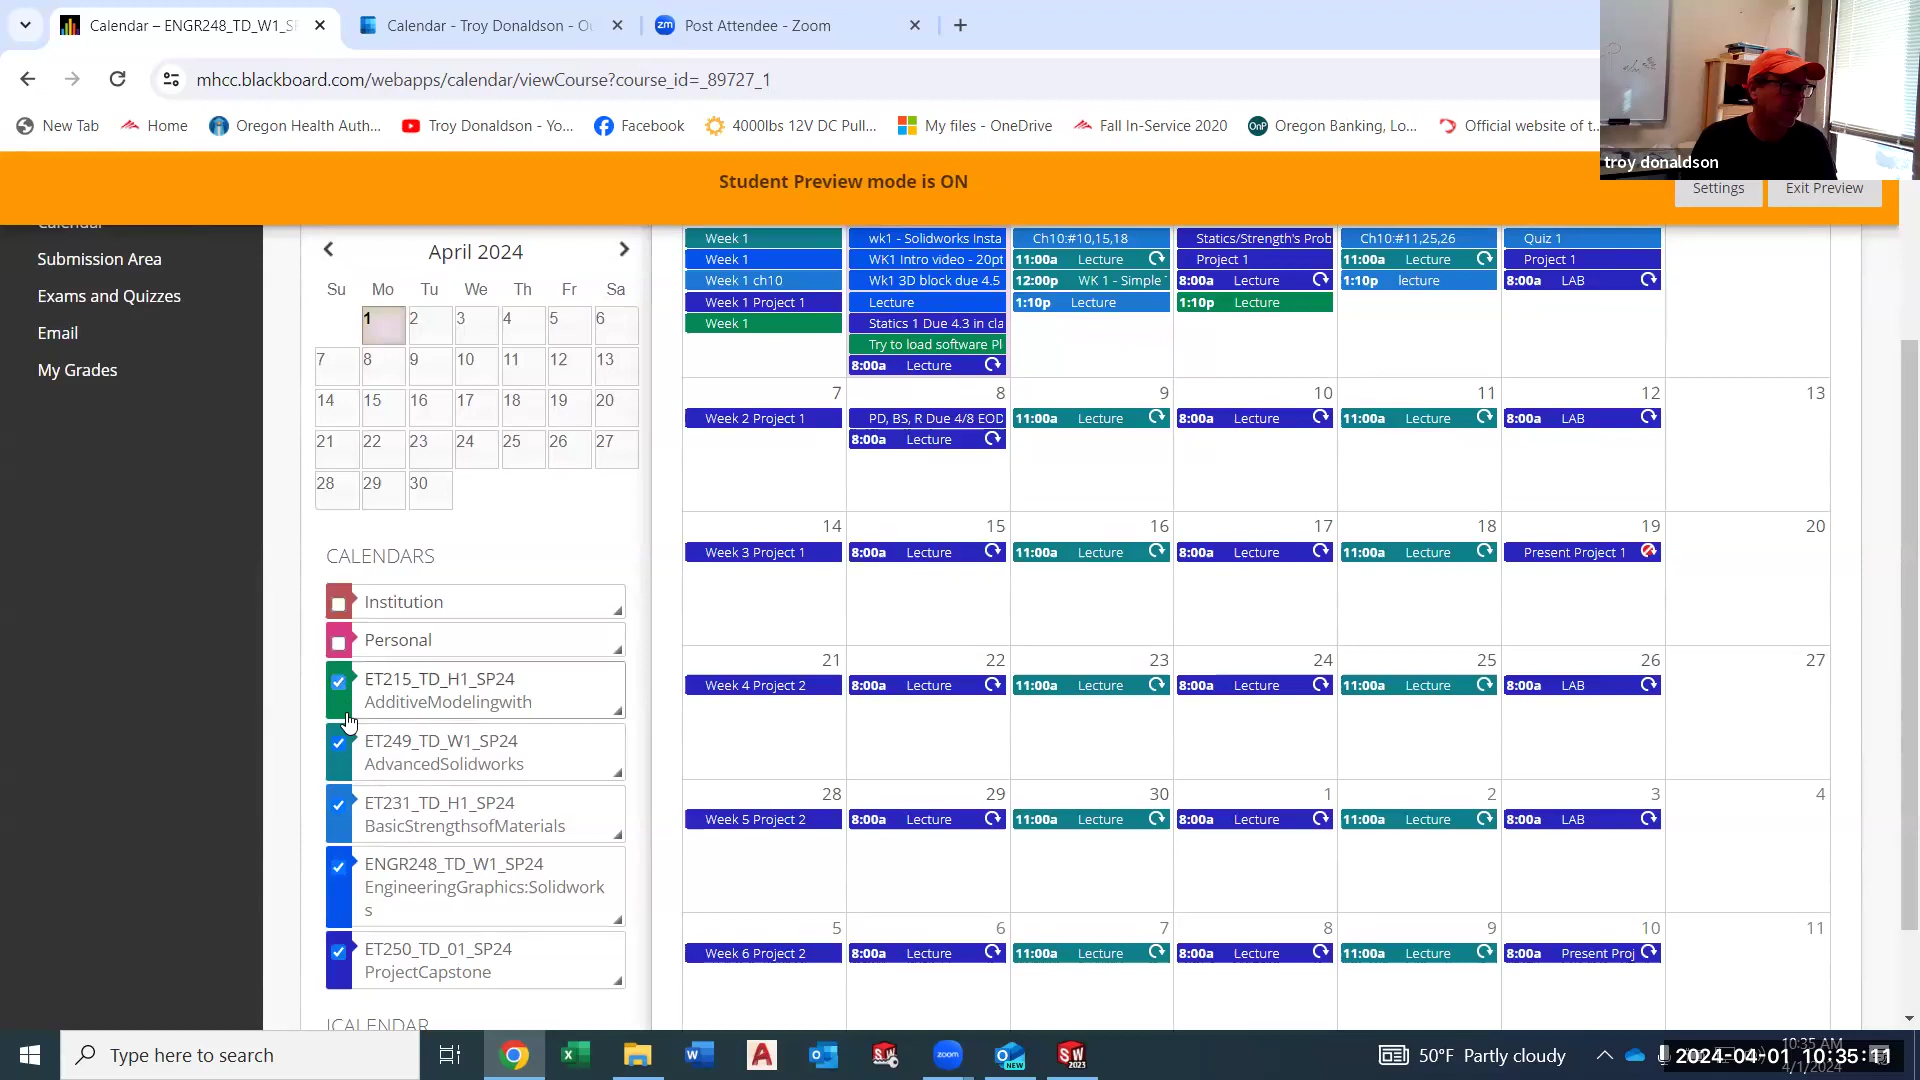 Calendar – ENGR248_TD_W1_SP
Calendar - Troy Donaldson - Ou
zm Post Attendee - Zoom
mhcc.blackboard.com/webapps/calendar/viewCourse?course_id=_89727_1
New Tab
Home
Oregon Health Auth...
Troy Donaldson - Yo...
Facebook
4000lbs 12V DC Pull...
My files - OneDrive
Fall In-Service 2020
OnP Oregon Banking, Lo...
Official website of t...
troy donaldson
Student Preview mode is ON
Settings
Exit Preview
Calendar
Submission Area
Exams and Quizzes
Email
My Grades
April 2024
Su Mo Tu We Th Fr Sa
1 2 3 4 5 6
7 8 9 10 11 12 13
14 15 16 17 18 19 20
21 22 23 24 25 26 27
28 29 30
CALENDARS
Institution
Personal
ET215_TD_H1_SP24
AdditiveModelingwith
ET249_TD_W1_SP24
AdvancedSolidworks
ET231_TD_H1_SP24
BasicStrengthsofMaterials
ENGR248_TD_W1_SP24
EngineeringGraphics:Solidwork
s
ET250_TD_01_SP24
ProjectCapstone
ICALENDAR
Week 1
Week 1
Week 1 ch10
Week 1 Project 1
Week 1
wk1 - Solidworks Insta
WK1 Intro video - 20pt
Wk1 3D block due 4.5
Lecture
Statics 1 Due 4.3 in cla
Try to load software Pl
8:00a Lecture
Ch10:#10,15,18
11:00a Lecture
12:00p WK 1 - Simple
1:10p Lecture
Statics/Strength's Prob
Project 1
8:00a Lecture
1:10p Lecture
Ch10:#11,25,26
11:00a Lecture
1:10p lecture
Quiz 1
Project 1
8:00a LAB
7 8 9 10 11 12 13
Week 2 Project 1
PD, BS, R Due 4/8 EOD
8:00a Lecture
11:00a Lecture
8:00a Lecture
11:00a Lecture
8:00a LAB
14 15 16 17 18 19 20
Week 3 Project 1
8:00a Lecture
11:00a Lecture
8:00a Lecture
11:00a Lecture
Present Project 1
21 22 23 24 25 26 27
Week 4 Project 2
8:00a Lecture
11:00a Lecture
8:00a Lecture
11:00a Lecture
8:00a LAB
28 29 30 1 2 3 4
Week 5 Project 2
8:00a Lecture
11:00a Lecture
8:00a Lecture
11:00a Lecture
8:00a LAB
5 6 7 8 9 10 11
Week 6 Project 2
8:00a Lecture
11:00a Lecture
8:00a Lecture
11:00a Lecture
8:00a Present Proj
Type here to search
zoom
NEW
SW
2023
50°F Partly cloudy
10:35 AM
2024-04-01 10:35:11
4/1/2024